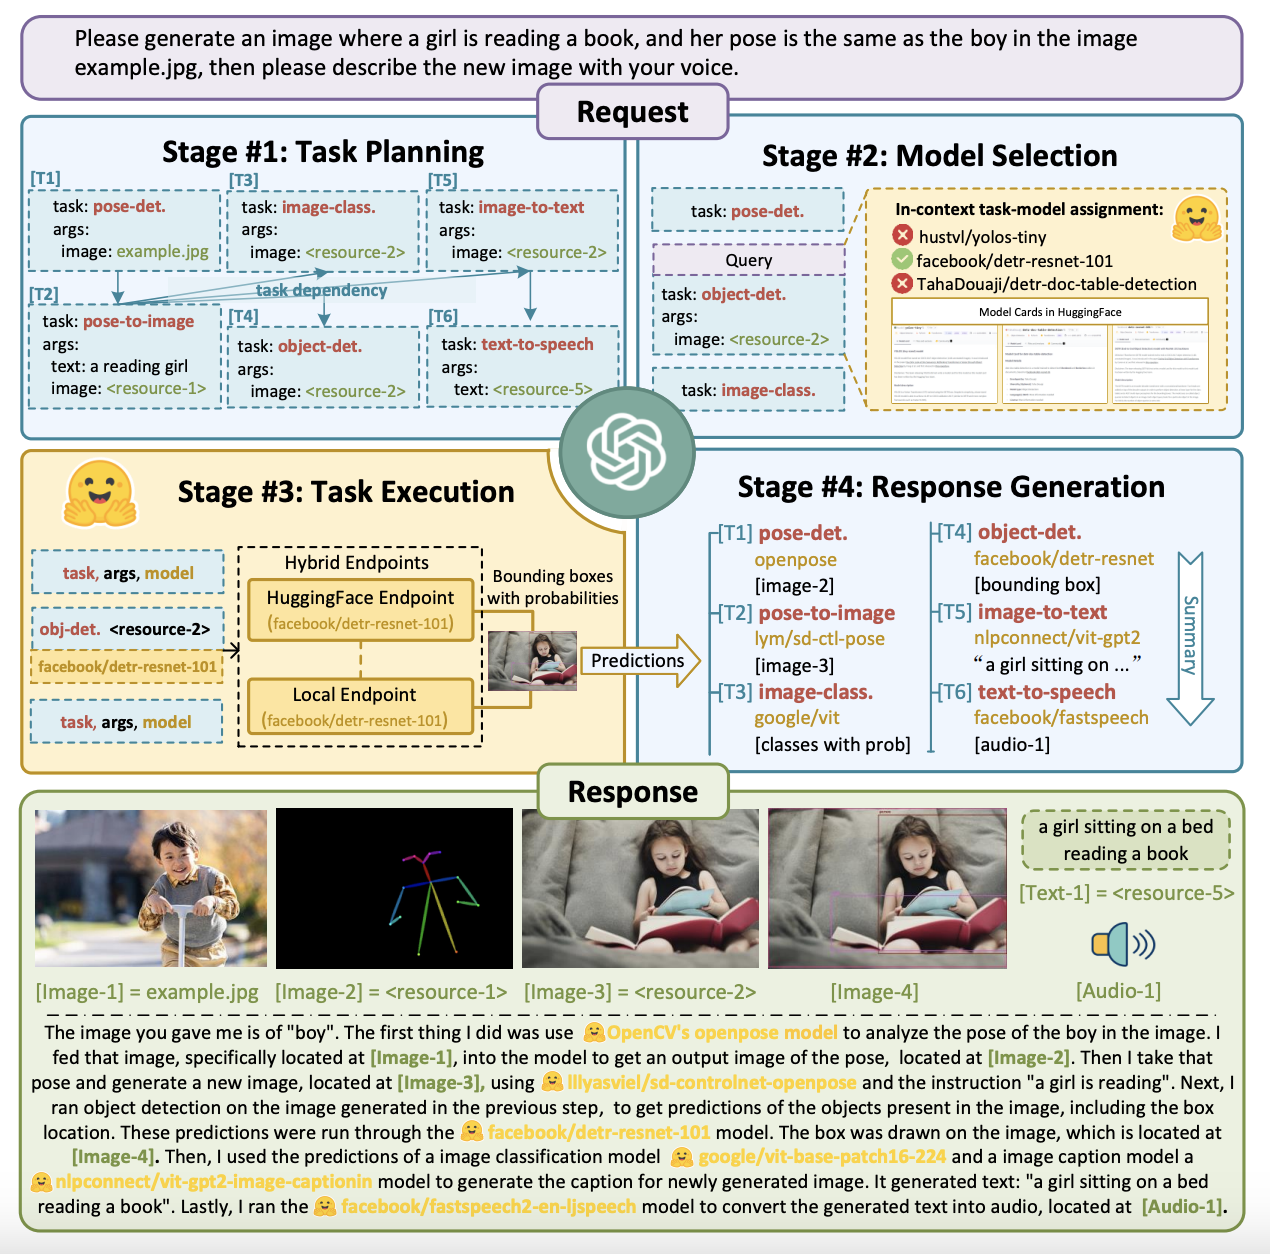 Please generate an image where a girl is reading a book, and her pose is the same as the boy in the image
example.jpg, then please describe the new image with your voice.
Request
Stage #1: Task Planning
[T1]
task: pose-det.
args:
image: example.jpg
[T3]
task: image-class.
args:
image: <resource-2>
[T5]
task: image-to-text
args:
image: <resource-2>
task dependency
[T2]
task: pose-to-image
args:
text: a reading girl
image: <resource-1>
[T4]
task: object-det.
args:
image: <resource-2>
[T6]
task: text-to-speech
args:
text: <resource-5>
Stage #2: Model Selection
task: pose-det.
Query
task: object-det.
args:
image: <resource-2>
task: image-class.
In-context task-model assignment:
hustvl/yolos-tiny
facebook/detr-resnet-101
TahaDouaji/detr-doc-table-detection
Model Cards in HuggingFace
Stage #3: Task Execution
task, args, model
obj-det. <resource-2>
facebook/detr-resnet-101
task, args, model
Hybrid Endpoints
HuggingFace Endpoint
(facebook/detr-resnet-101)
Local Endpoint
(facebook/detr-resnet-101)
Bounding boxes
with probabilities
Predictions
Stage #4: Response Generation
[T1] pose-det.
openpose
[image-2]
[T2] pose-to-image
lym/sd-ctl-pose
[image-3]
[T3] image-class.
google/vit
[classes with prob]
[T4] object-det.
facebook/detr-resnet
[bounding box]
[T5] image-to-text
nlpconnect/vit-gpt2
“a girl sitting on ...”
[T6] text-to-speech
facebook/fastspeech
[audio-1]
Summary
Response
a girl sitting on a bed
reading a book
[Text-1] = <resource-5>
[Image-1] = example.jpg
[Image-2] = <resource-1>
[Image-3] = <resource-2>
[Image-4]
[Audio-1]
The image you gave me is of "boy". The first thing I did was use OpenCV's openpose model to analyze the pose of the boy in the image. I
fed that image, specifically located at [Image-1], into the model to get an output image of the pose, located at [Image-2]. Then I take that
pose and generate a new image, located at [Image-3], using lllyasviel/sd-controlnet-openpose and the instruction "a girl is reading". Next, I
ran object detection on the image generated in the previous step, to get predictions of the objects present in the image, including the box
location. These predictions were run through the facebook/detr-resnet-101 model. The box was drawn on the image, which is located at
[Image-4]. Then, I used the predictions of a image classification model google/vit-base-patch16-224 and a image caption model a
nlpconnect/vit-gpt2-image-captionin model to generate the caption for newly generated image. It generated text: "a girl sitting on a bed
reading a book". Lastly, I ran the facebook/fastspeech2-en-ljspeech model to convert the generated text into audio, located at [Audio-1].